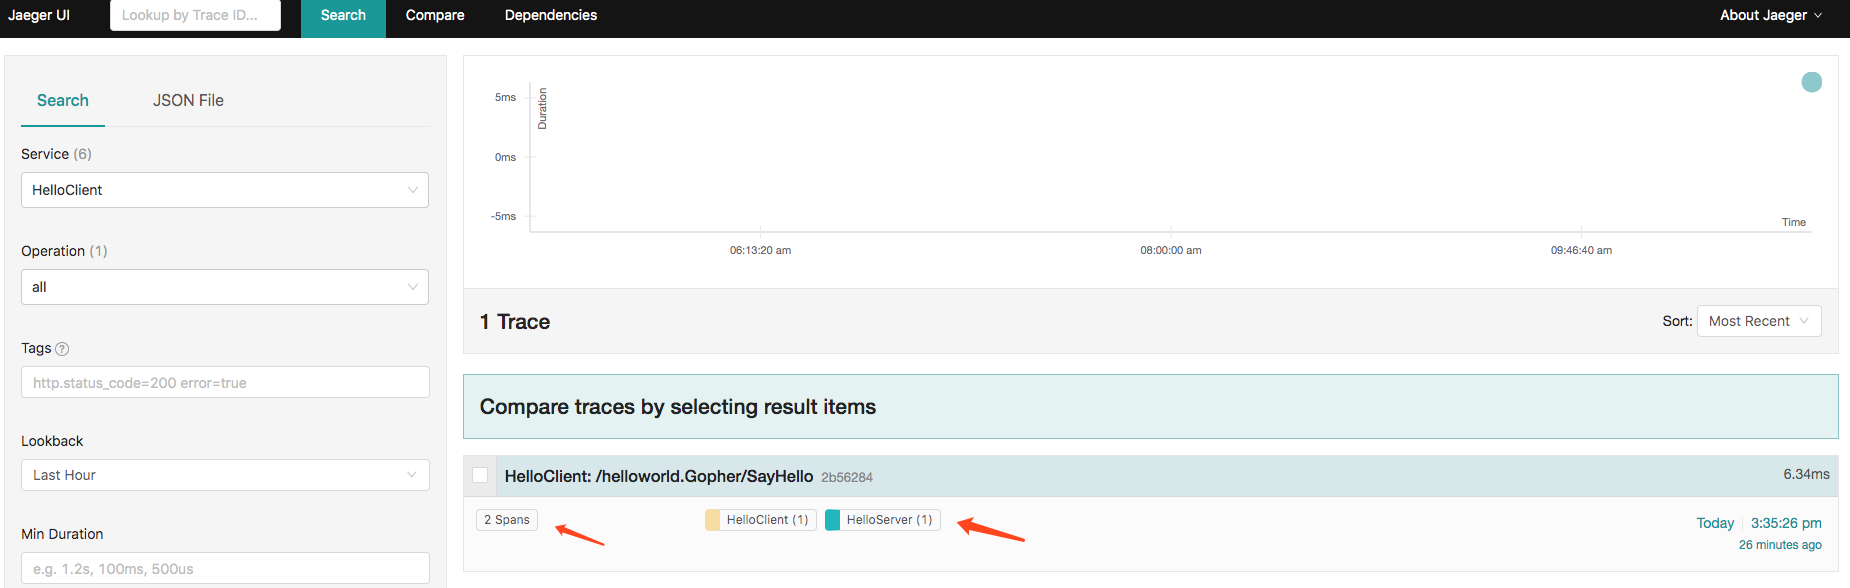 Jaeger UI
Lookup by Trace ID...
Search
Compare
Dependencies
About Jaeger
Search
JSON File
Service (6)
HelloClient
Operation (1)
all
Tags
http.status_code=200 error=true
Lookback
Last Hour
Min Duration
e.g. 1.2s, 100ms, 500us
Duration
5ms
0ms
-5ms
Time
06:13:20 am
08:00:00 am
09:46:40 am
1 Trace
Sort: Most Recent
Compare traces by selecting result items
HelloClient: /helloworld.Gopher/SayHello 2b56284
6.34ms
2 Spans
HelloClient (1)
HelloServer (1)
Today 3:35:26 pm
26 minutes ago